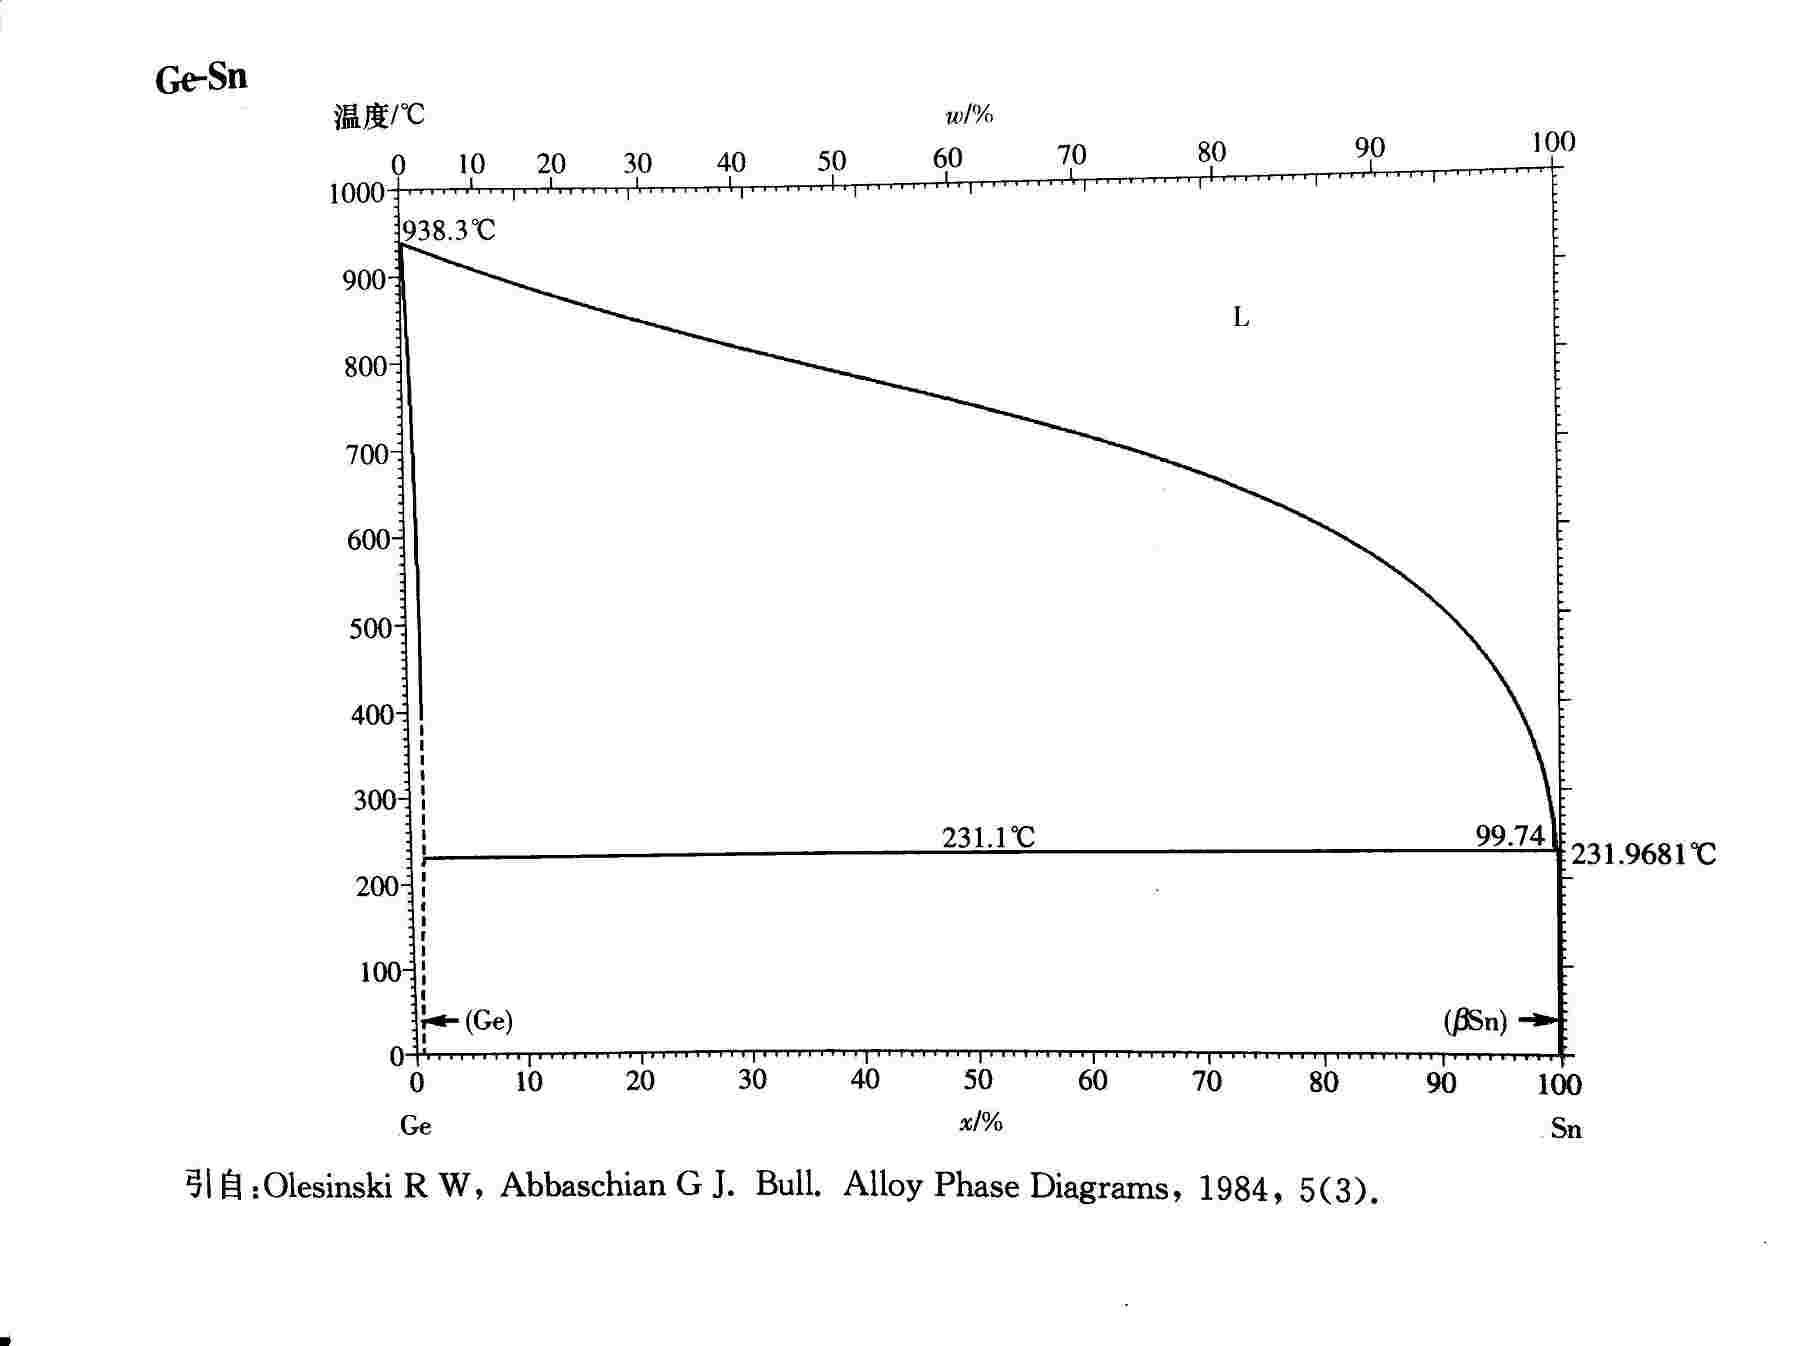 Ge-Sn
温度/℃
w/%
0 10 20 30 40 50 60 70 80 90 100
1000
938.3℃
900
L
800
700
600
500
400
300
231.1℃ 99.74
231.9681℃
200
100
(Ge) (βSn)
0
0 10 20 30 40 50 60 70 80 90 100
Ge x/% Sn
引自:Olesinski R W, Abbaschian G J. Bull. Alloy Phase Diagrams, 1984, 5(3).